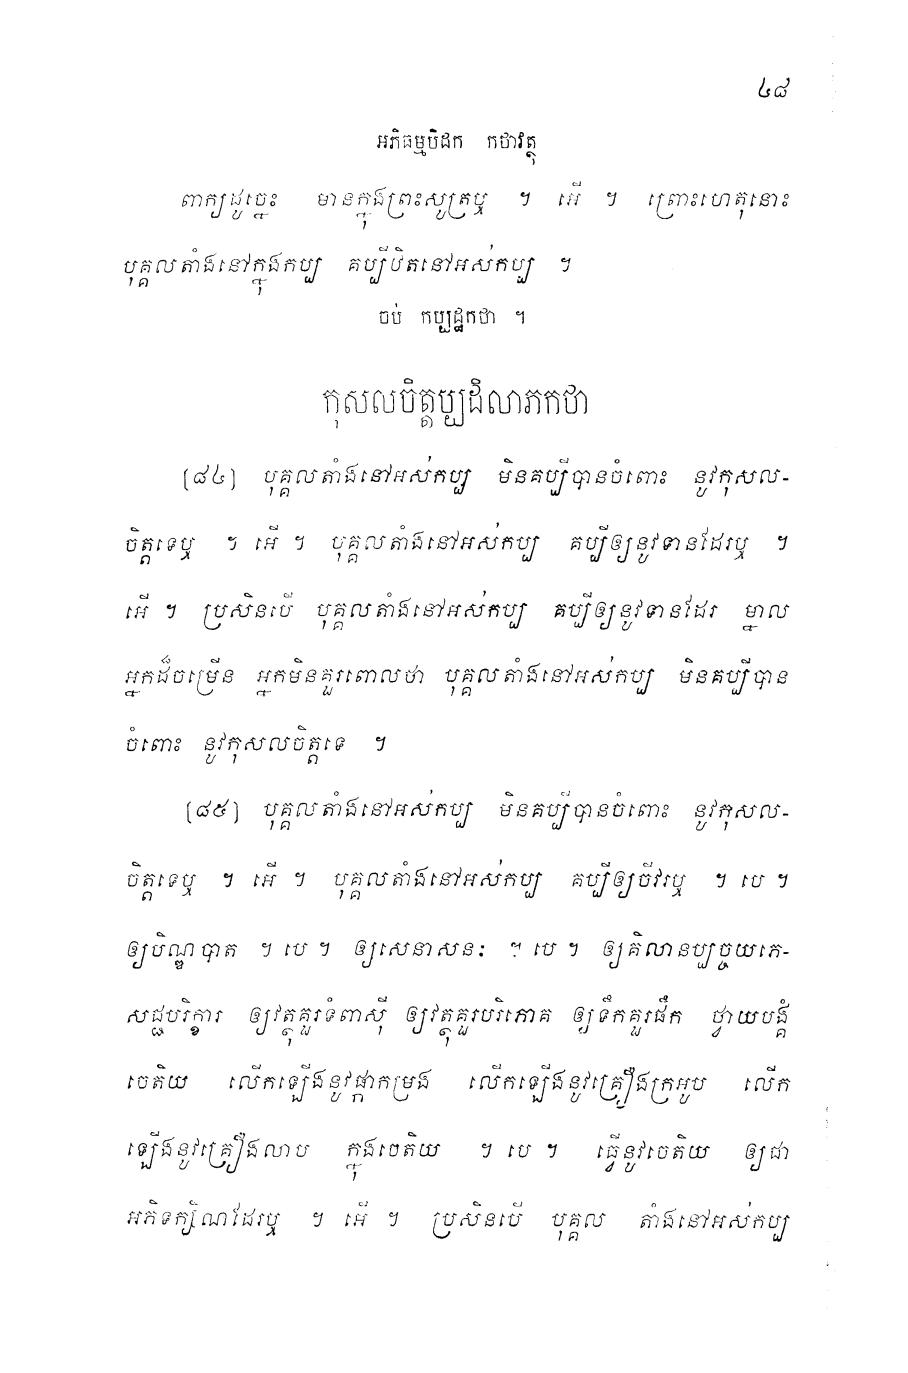 ៤៨
អភិធម្មបិដក កថាវត្ថុ
ពាក្យដូច្នេះ មានក្នុងព្រះសូត្រឬ ។ អើ ។ ព្រោះហេតុនោះ
បុគ្គលតាំងនៅក្នុងកប្ប គប្បីឋិតនៅអស់កប្ប ។
ចប់ កប្បដ្ឋកថា ។
កុសលចិត្តប្បដិលាភកថា
[៨៤] បុគ្គលតាំងនៅអស់កប្ប មិនគប្បីបានចំពោះ នូវកុសល-
ចិត្តទេឬ ។ អើ ។ បុគ្គលតាំងនៅអស់កប្ប គប្បីឲ្យនូវទានដែរឬ ។
អើ ។ ប្រសិនបើ បុគ្គលតាំងនៅអស់កប្ប គប្បីឲ្យនូវទានដែរ ម្នាល
អ្នកដ៏ចម្រើន អ្នកមិនគួរពោលថា បុគ្គលតាំងនៅអស់កប្ប មិនគប្បីបាន
ចំពោះ នូវកុសលចិត្តទេ ។
[៨៥] បុគ្គលតាំងនៅអស់កប្ប មិនគប្បីបានចំពោះ នូវកុសល-
ចិត្តទេឬ ។ អើ ។ បុគ្គលតាំងនៅអស់កប្ប គប្បីឲ្យចីវរឬ ។ បេ ។
ឲ្យបិណ្ឌបាត ។ បេ ។ ឲ្យសេនាសនៈ ។ បេ ។ ឲ្យគិលានប្បច្ចយភេ-
សជ្ជបរិក្ខារ ឲ្យវត្ថុគួរទំពាស៊ី ឲ្យវត្ថុគួរបរិភោគ ឲ្យទឹកគួរផឹក ថ្វាយបង្គំ
ចេតិយ លើកឡើងនូវផ្កាកម្រង លើកឡើងនូវគ្រឿងក្រអូប លើក
ឡើងនូវគ្រឿងលាប ក្នុងចេតិយ ។ បេ ។ ធ្វើនូវចេតិយ ឲ្យជា
អភិទក្សិណដែរឬ ។ អើ ។ ប្រសិនបើ បុគ្គល តាំងនៅអស់កប្ប